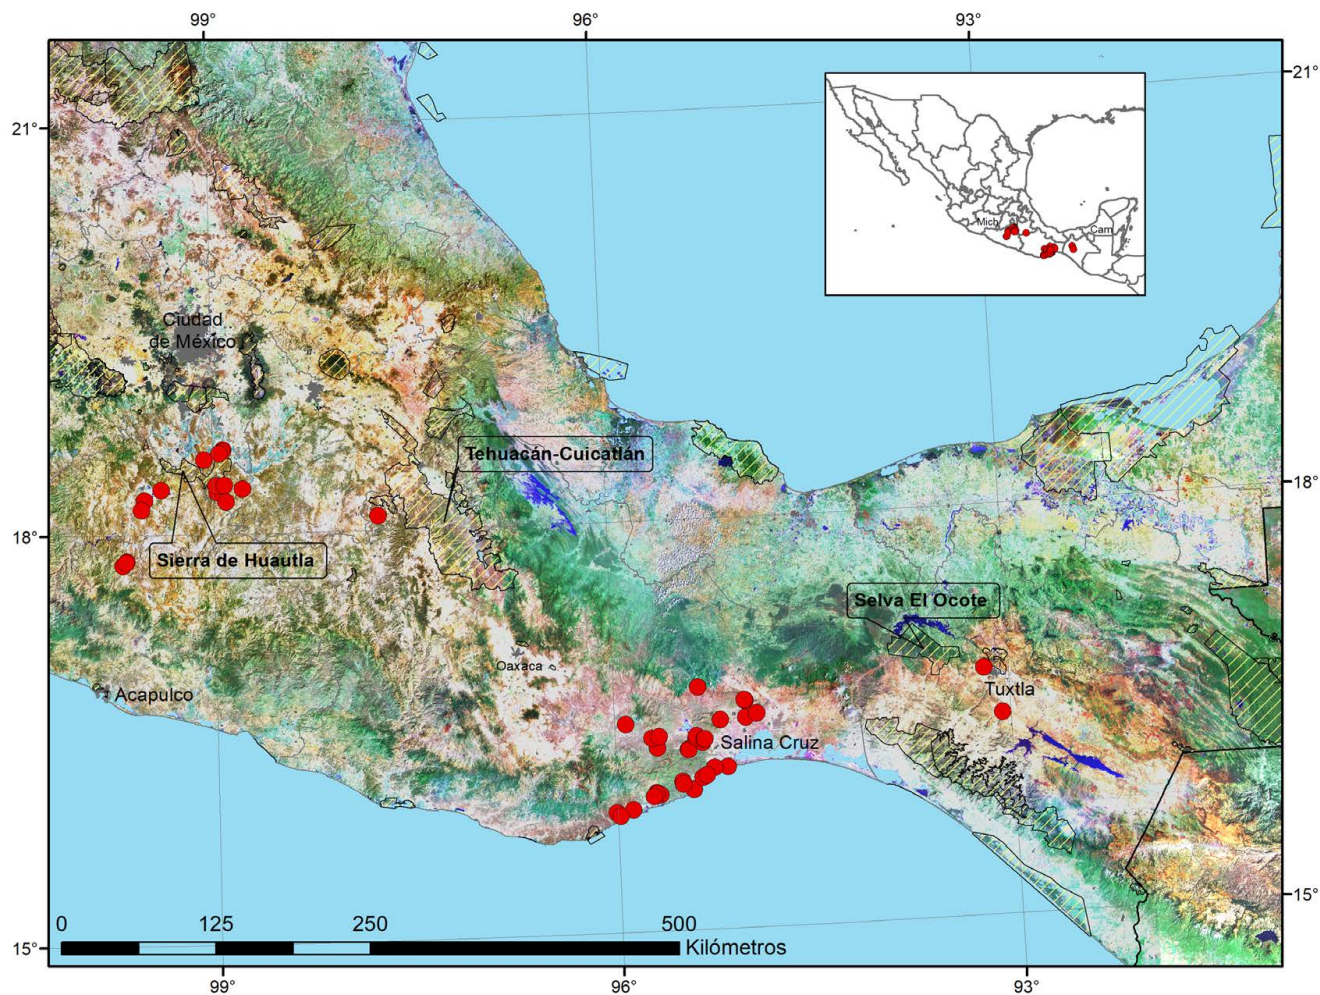 99°
96°
93°
21°
21°
Mich
Cam
Ciudad
de México
Tehuacán-Cuicatlán
18°
18°
Sierra de Huautla
Selva El Ocote
Oaxaca
Acapulco
Tuxtla
Salina Cruz
15°
0
125
250
500
Kilómetros
15°
99°
96°
93°